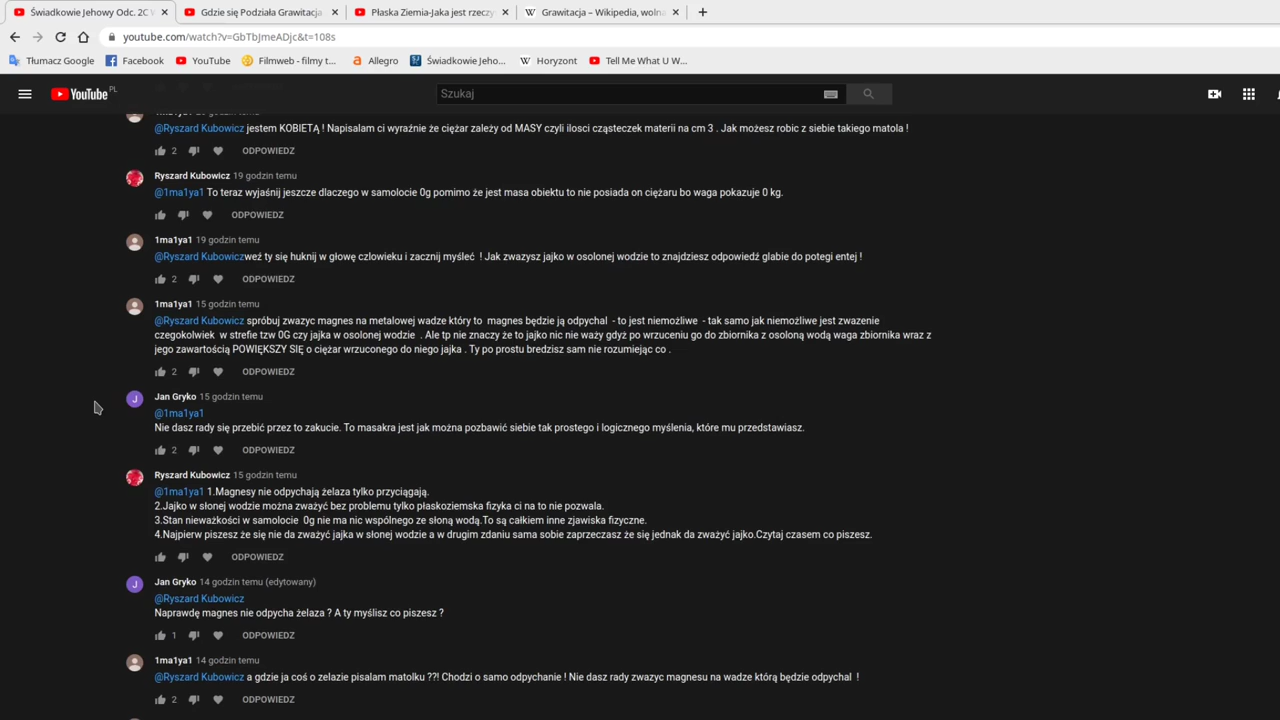 Świadkowie Jehowy Odc. 2C
Gdzie się Podziała Grawitacja
Płaska Ziemia-Jaka jest rzeczy
Grawitacja – Wikipedia, woln
youtube.com/watch?v=GbTbJmeADjc&t=108s
Tłumacz Google
Facebook
YouTube
Filmweb - filmy t...
Allegro
Świadkowie Jeho...
Horyzont
Tell Me What U W...
YouTube PL
Szukaj
@Ryszard Kubowicz jestem KOBIETĄ ! Napisalam ci wyraźnie że ciężar zależy od MASY czyli ilosci cząsteczek materii na cm 3 . Jak możesz robic z siebie takiego matola !
2 ODPOWIEDZ
Ryszard Kubowicz 19 godzin temu
@1ma1ya1 To teraz wyjaśnij jeszcze dlaczego w samolocie 0g pomimo że jest masa obiektu to nie posiada on ciężaru bo waga pokazuje 0 kg.
ODPOWIEDZ
1ma1ya1 19 godzin temu
@Ryszard Kubowiczweź ty się huknij w głowę czlowieku i zacznij myśleć ! Jak zwazysz jajko w osolonej wodzie to znajdziesz odpowiedź glabie do potegi entej !
2 ODPOWIEDZ
1ma1ya1 15 godzin temu
@Ryszard Kubowicz spróbuj zwazyc magnes na metalowej wadze który to magnes będzie ją odpychal - to jest niemożliwe - tak samo jak niemożliwe jest zwazenie
czegokolwiek w strefie tzw 0G czy jajka w osolonej wodzie . Ale tp nie znaczy że to jajko nic nie waży gdyż po wrzuceniu go do zbiornika z osoloną wodą waga zbiornika wraz z
jego zawartością POWIĘKSZY SIĘ o ciężar wrzuconego do niego jajka . Ty po prostu bredzisz sam nie rozumiejąc co .
2 ODPOWIEDZ
Jan Gryko 15 godzin temu
@1ma1ya1
Nie dasz rady się przebić przez to zakucie. To masakra jest jak można pozbawić siebie tak prostego i logicznego myślenia, które mu przedstawiasz.
2 ODPOWIEDZ
Ryszard Kubowicz 15 godzin temu
@1ma1ya1 1.Magnesy nie odpychają żelaza tylko przyciągają.
2.Jajko w słonej wodzie można zważyć bez problemu tylko płaskoziemska fizyka ci na to nie pozwala.
3.Stan nieważkości w samolocie 0g nie ma nic wspólnego ze słoną wodą.To są całkiem inne zjawiska fizyczne.
4.Najpierw piszesz że się nie da zważyć jajka w słonej wodzie a w drugim zdaniu sama sobie zaprzeczasz że się jednak da zważyć jajko.Czytaj czasem co piszesz.
ODPOWIEDZ
Jan Gryko 14 godzin temu (edytowany)
@Ryszard Kubowicz
Naprawdę magnes nie odpycha żelaza ? A ty myślisz co piszesz ?
1 ODPOWIEDZ
1ma1ya1 14 godzin temu
@Ryszard Kubowicz a gdzie ja coś o zelazie pisalam matolku ??! Chodzi o samo odpychanie ! Nie dasz rady zwazyc magnesu na wadze którą będzie odpychal !
2 ODPOWIEDZ